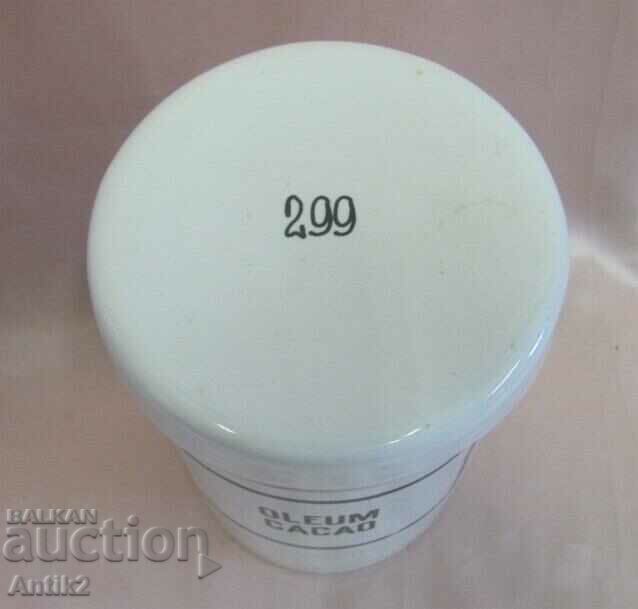 299
OLEUM
CACAO
BALKAN
auction
Antik2